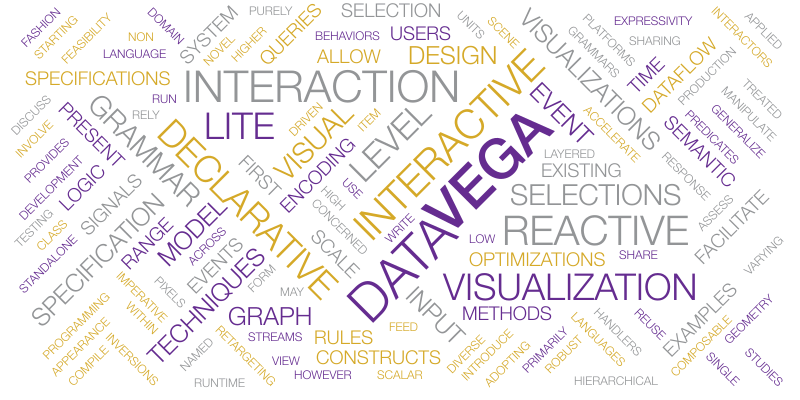 FASHION
STARTING
FEASIBILITY
NON
DOMAIN
LANGUAGE
SYSTEM
NOVEL
HIGHER
PURELY
QUERIES
BEHAVIORS
SELECTION
USERS
UNITS
SCENE
ALLOW
DESIGN
VISUALIZATIONS
PLATFORMS
GRAMMARS
EXPRESSIVITY
SHARING
INTERACTORS
APPLIED
SPECIFICATIONS
RUN
INTERACTION
TIME
DATAFLOW
PRODUCTION
TREATED
MANIPULATE
DISCUSS
INVOLVE
PRESENT
GRAMMAR
RELY
LITE
DRIVEN
ITEM
VISUAL
LEVEL
INTERACTIVE
EVENT
ACCELERATE
SEMANTIC
PREDICATES
GENERALIZE
PROVIDES
DEVELOPMENT
LOGIC
DECLARATIVE
FIRST
ENCODING
USE
HIGH
CONCERNED
DATA
VEGA
LAYERED
EXISTING
RESPONSE
SELECTIONS
TESTING
CLASS
STANDALONE
SIGNALS
SPECIFICATION
RANGE
MODEL
ACROSS
EVENTS
FORM
SCALE
WRITE
LOW
REACTIVE
ASSESS
FACILITATE
OPTIMIZATIONS
SHARE
VARYING
IMPERATIVE
WITHIN
PIXELS
TECHNIQUES
MAY
INPUT
VISUALIZATION
METHODS
PROGRAMMING
APPEARANCE
COMPILE
INVERSIONS
NAMED
RETARGETING
GRAPH
STREAMS
VIEW
HOWEVER
RUNTIME
RULES
FEED
CONSTRUCTS
SCALAR
DIVERSE
INTRODUCE
ADOPTING
PRIMARILY
ROBUST
LANGUAGES
HANDLERS
REUSE
EXAMPLES
COMPOSABLE
GEOMETRY
SINGLE
STUDIES
HIERARCHICAL